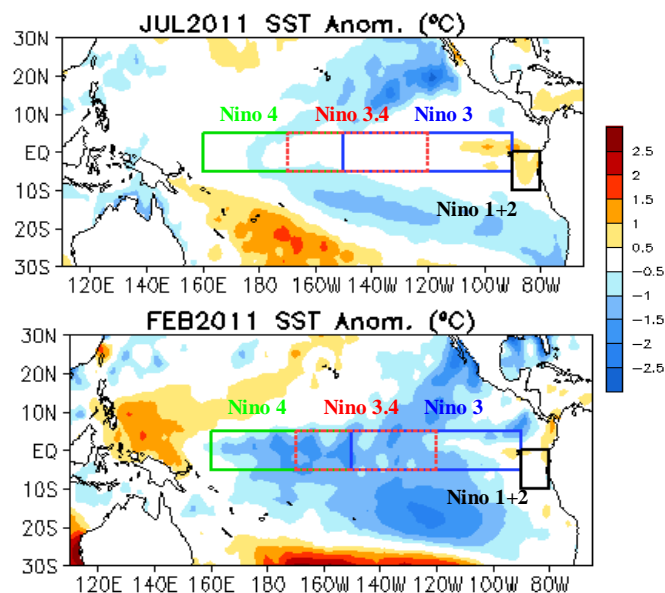 JUL2011 SST Anom. (ºC)
30N
20N
10N
EQ
10S
20S
30S
Nino 4
Nino 3.4
Nino 3
Nino 1+2
120E
140E
160E
180
160W
140W
120W
100W
80W
2.5
2
1.5
1
0.5
-0.5
-1
-1.5
-2
-2.5
FEB2011 SST Anom. (ºC)
30N
20N
10N
EQ
10S
20S
30S
Nino 4
Nino 3.4
Nino 3
Nino 1+2
120E
140E
160E
180
160W
140W
120W
100W
80W